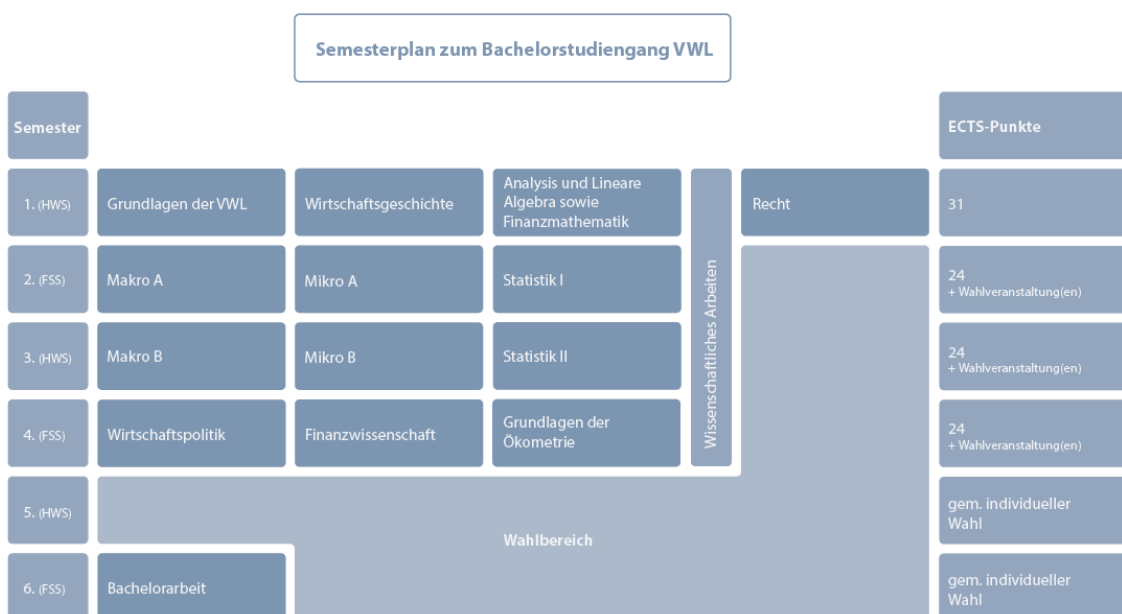 Semesterplan zum Bachelorstudiengang VWL
Semester
ECTS-Punkte
1. (HWS)
Grundlagen der VWL
Wirtschaftsgeschichte
Analysis und Lineare
Algebra sowie
Finanzmathematik
Wissenschaftliches Arbeiten
Recht
31
2. (FSS)
Makro A
Mikro A
Statistik I
24
+ Wahlveranstaltung(en)
3. (HWS)
Makro B
Mikro B
Statistik II
24
+ Wahlveranstaltung(en)
4. (FSS)
Wirtschaftspolitik
Finanzwissenschaft
Grundlagen der
Ökometrie
24
+ Wahlveranstaltung(en)
5. (HWS)
Wahlbereich
gem. individueller
Wahl
6. (FSS)
Bachelorarbeit
gem. individueller
Wahl